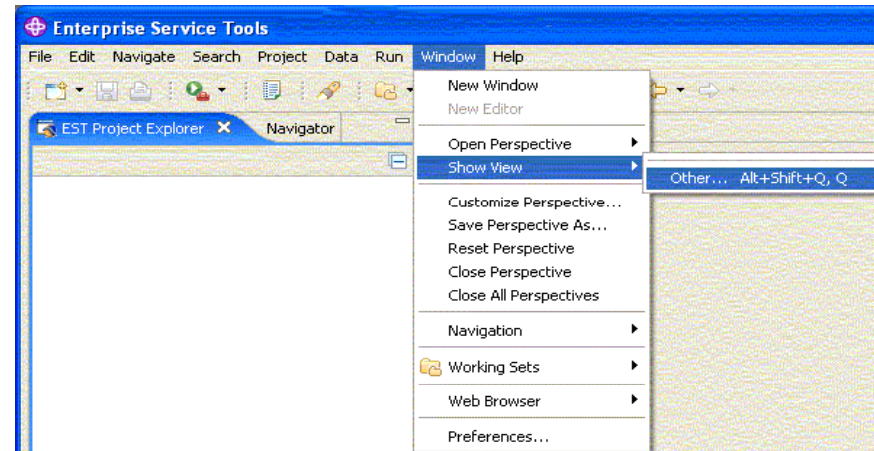 Enterprise Service Tools
File Edit Navigate Search Project Data Run Window Help
EST Project Explorer Navigator
New Window
New Editor
Open Perspective
Show View
Other... Alt+Shift+Q, Q
Customize Perspective...
Save Perspective As...
Reset Perspective
Close Perspective
Close All Perspectives
Navigation
Working Sets
Web Browser
Preferences...